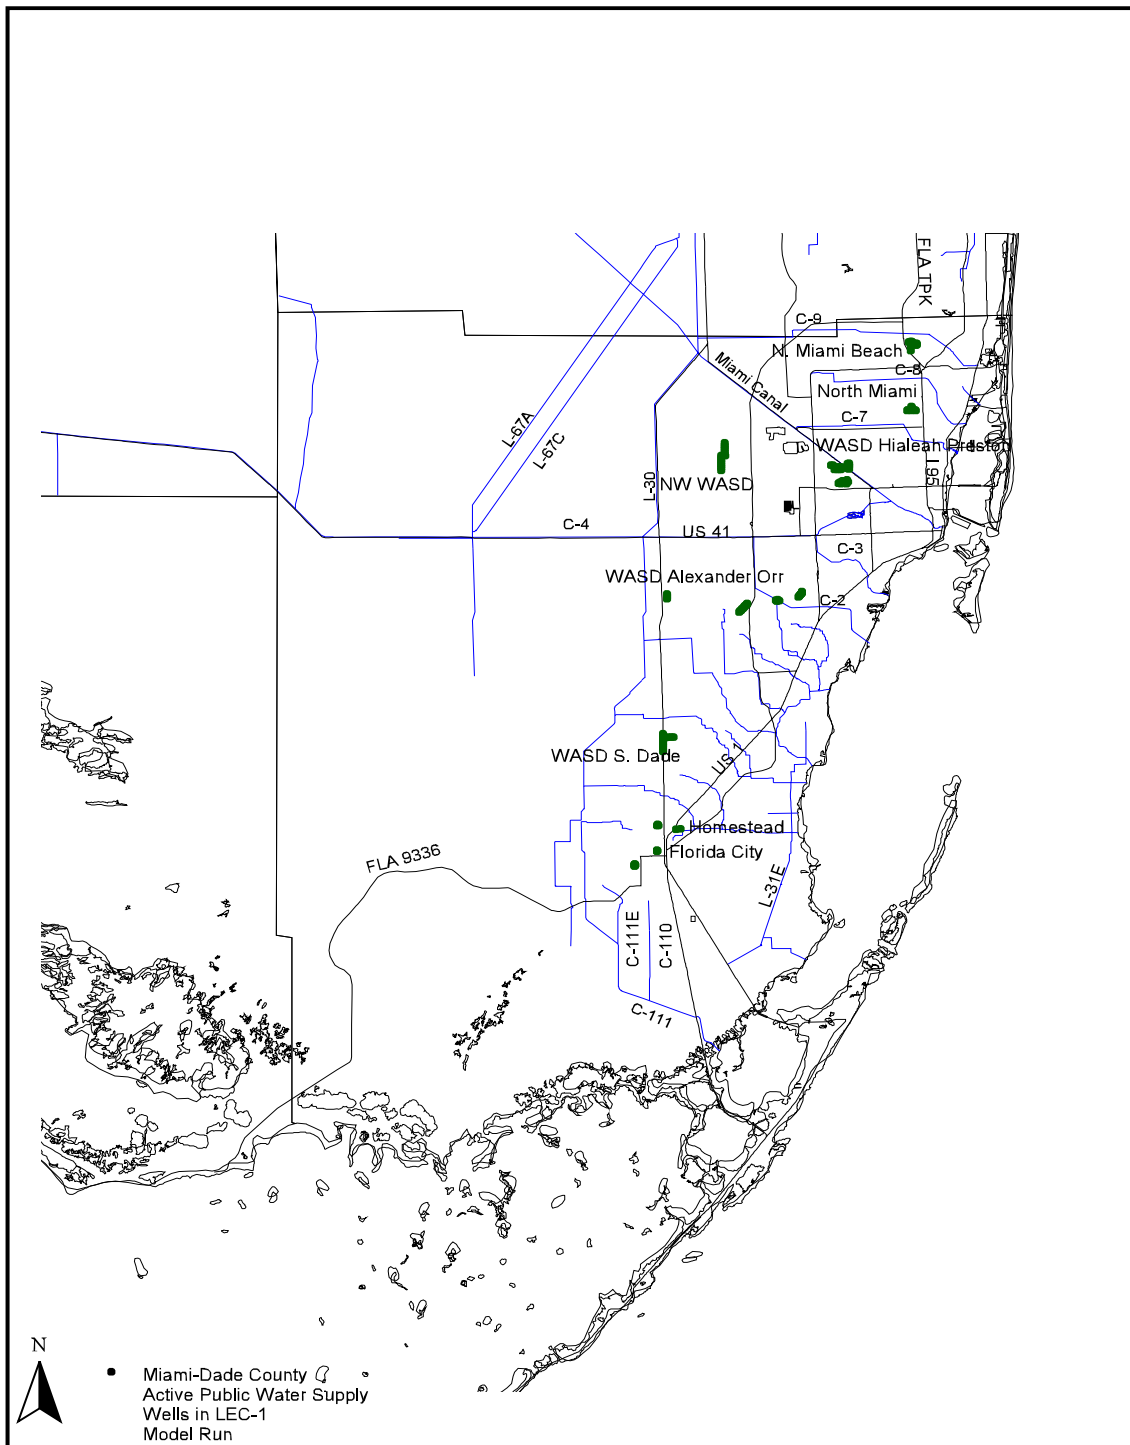 FLA TPK
C-9
N. Miami Beach
C-8
Miami Canal
North Miami
C-7
L-67A
L-67C
WASD Hialeah Preston
I 95
L-30
NW WASD
C-4
US 41
C-3
WASD Alexander Orr
C-2
WASD S. Dade
US 1
Homestead
Florida City
FLA 9336
L-31E
C-111E
C-110
C-111
N
Miami-Dade County
Active Public Water Supply
Wells in LEC-1
Model Run